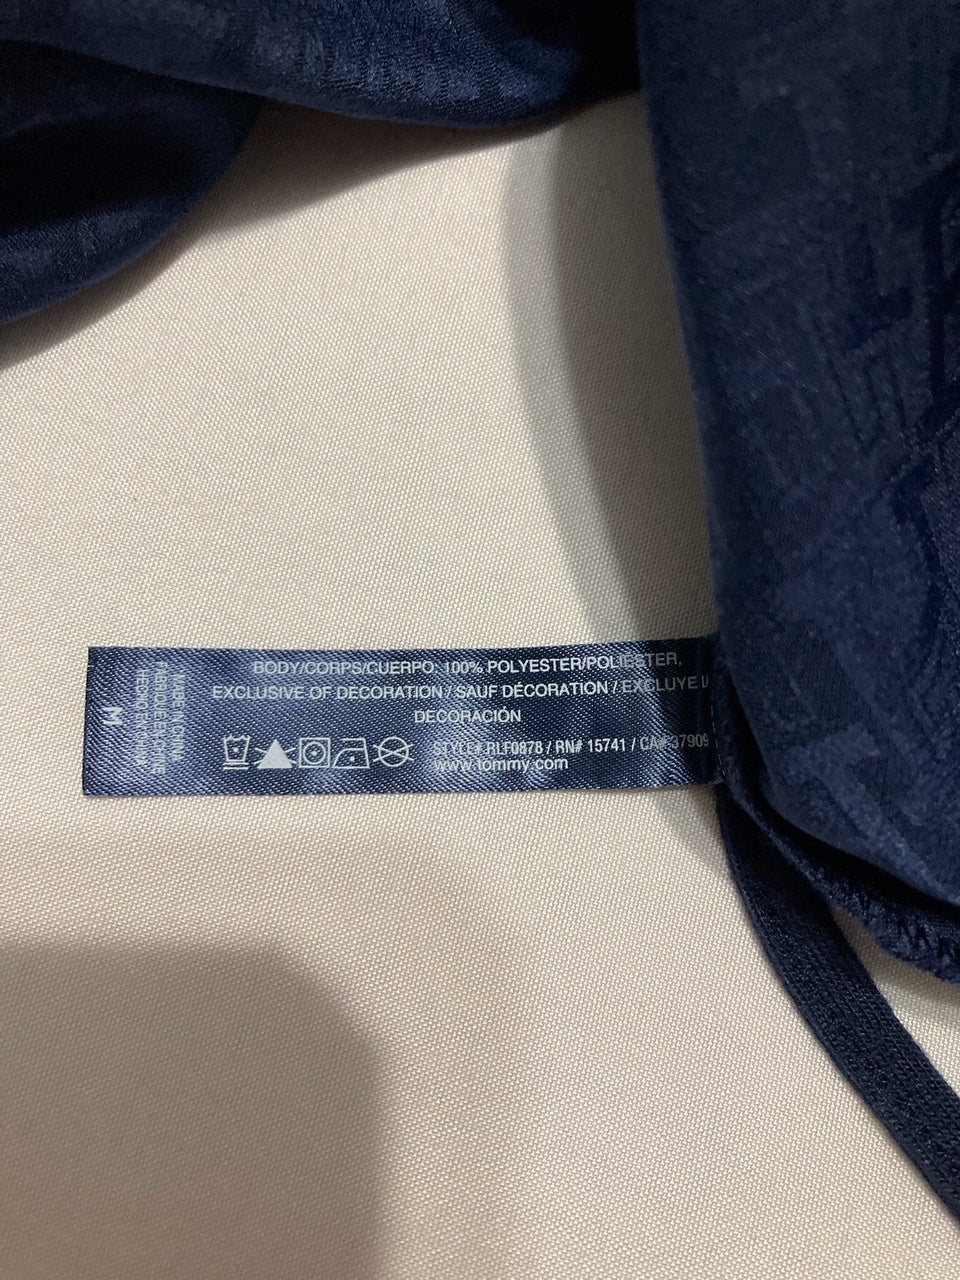 BODY/CORPS/CUERPO: 100% POLYESTER/POLIÉSTER,
EXCLUSIVE OF DECORATION / SAUF DÉCORATION / EXCLUYE
DECORACIÓN
STYLE# RLF0878 / RN# 15741 / CA# 37909
www.tommy.com
MADE IN CHINA
FABRIQUÉ EN CHINE
HECHO EN CHINA
M